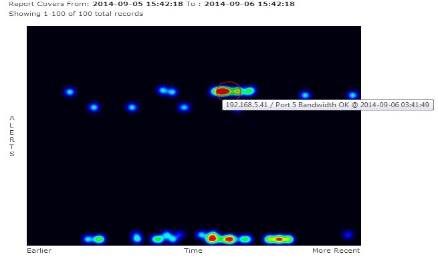 Report Covers From: 2014-09-05 15:42:18 To : 2014-09-06 15:42:18
Showing 1-100 of 100 total records
192.168.5.41 / Port 5 Bandwidth OK @ 2014-09-06 03:41:49
ALERTS
Earlier Time More Recent